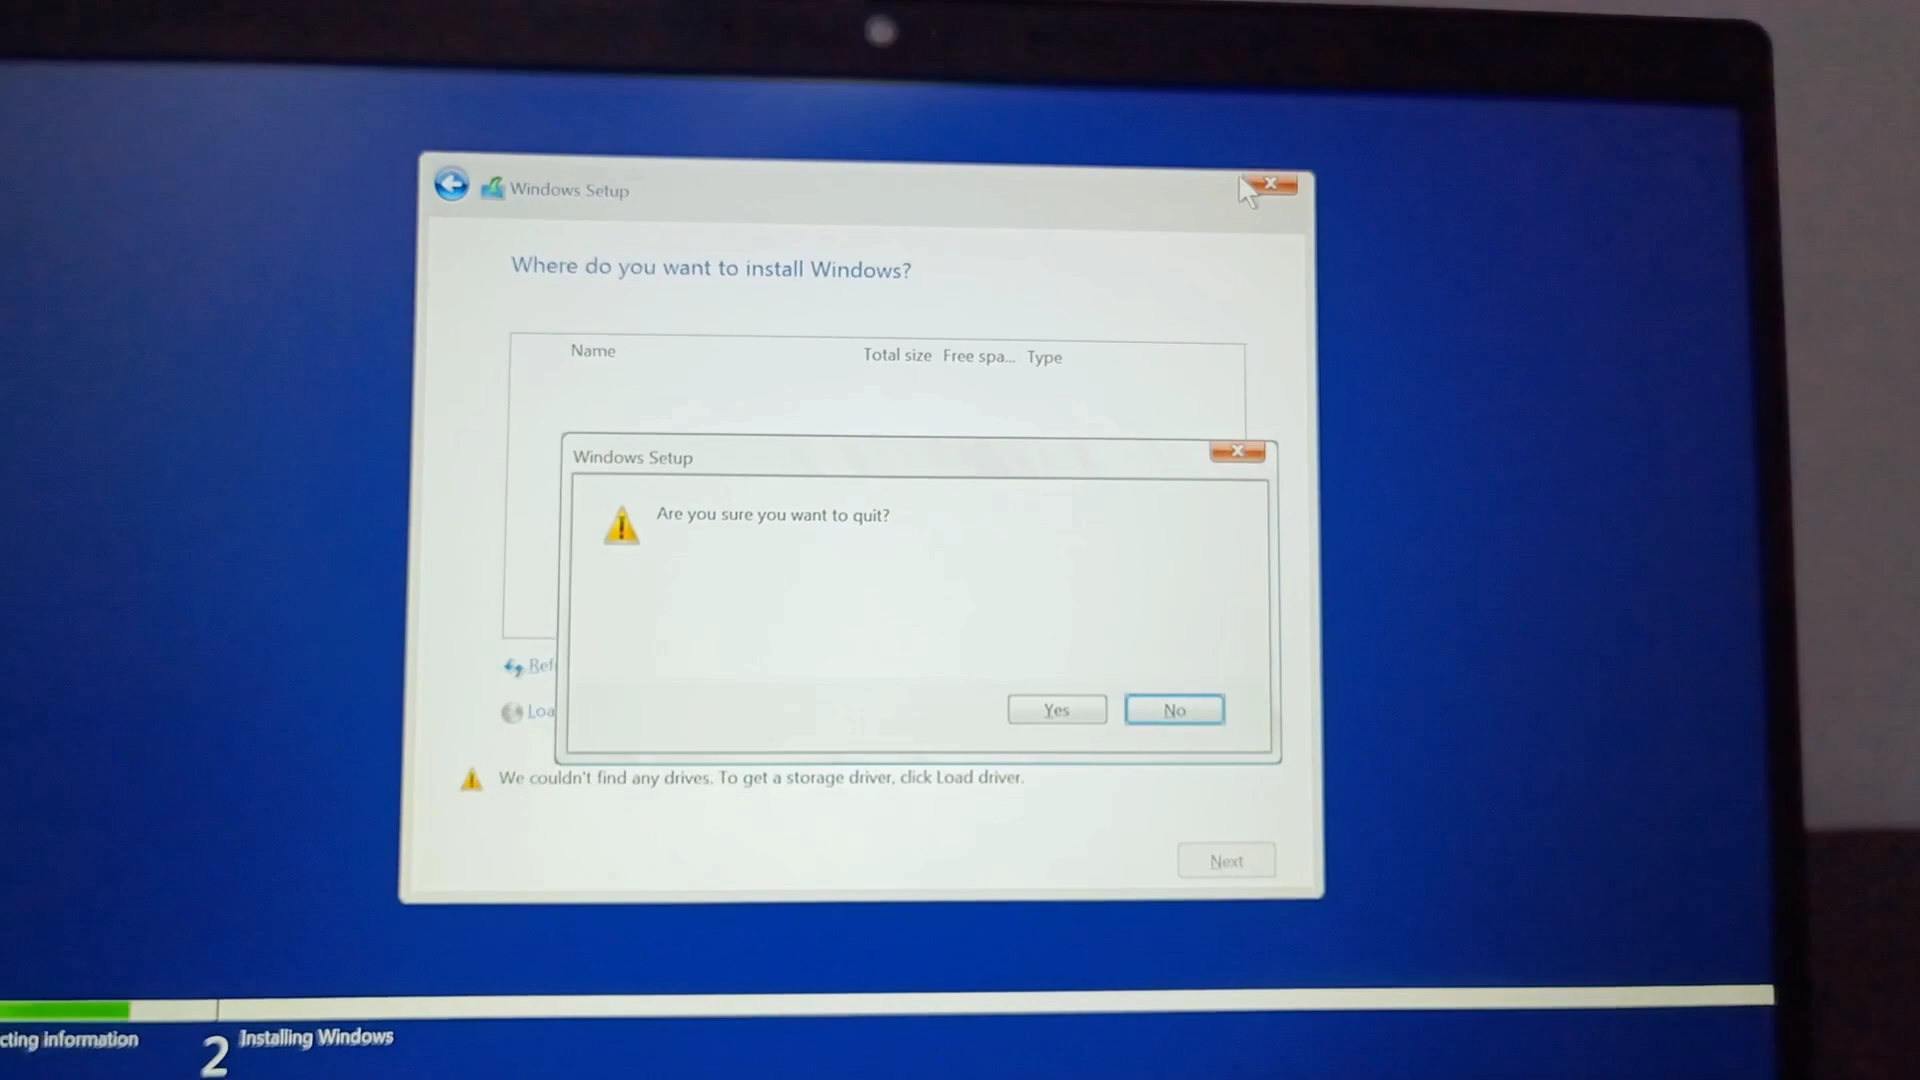 Windows Setup
Where do you want to install Windows?
Name Total size Free spa... Type
Windows Setup
Are you sure you want to quit?
Yes No
We couldn't find any drives. To get a storage driver, click Load driver.
Next
cting information
2 Installing Windows